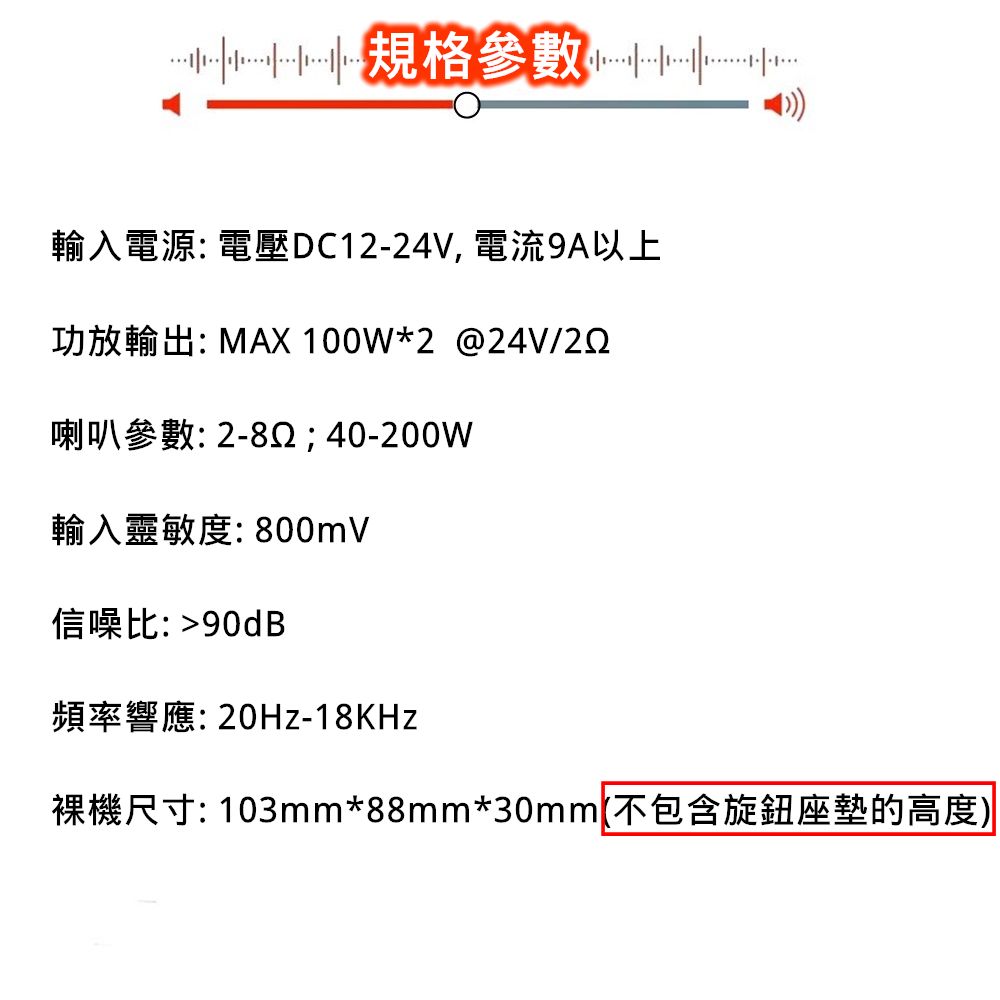 規格參數
輸入電源: 電壓DC12-24V, 電流9A以上
功放輸出: MAX 100W*2 @24V/2Ω
喇叭參數: 2-8Ω ; 40-200W
輸入靈敏度: 800mV
信噪比: >90dB
頻率響應: 20Hz-18KHz
裸機尺寸: 103mm*88mm*30mm(不包含旋鈕座墊的高度)